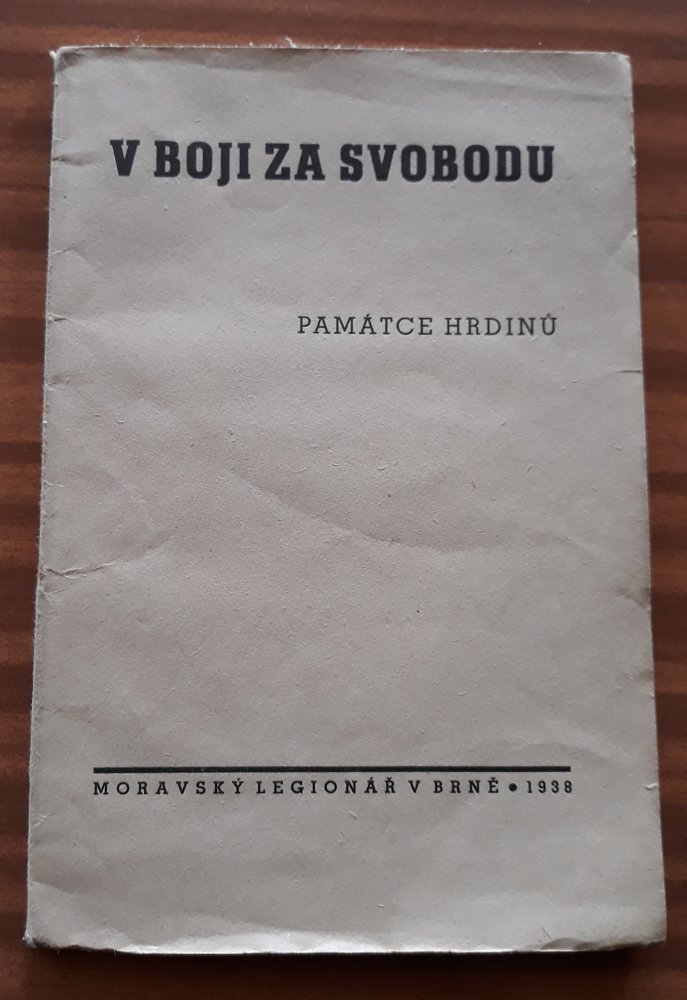 V BOJI ZA SVOBODU
PAMÁTCE HRDINŮ
MORAVSKÝ LEGIONÁŘ V BRNĚ • 1938